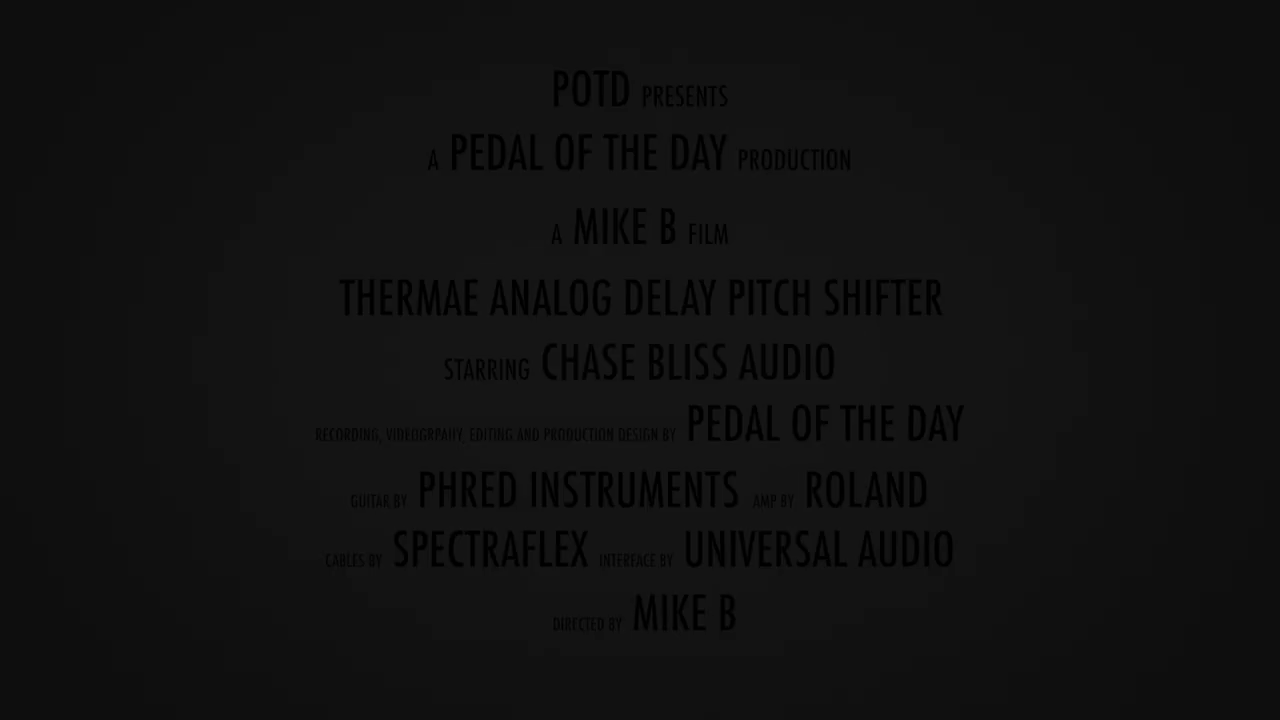 POTD PRESENTS
A PEDAL OF THE DAY PRODUCTION
A MIKE B FILM
THERMAE ANALOG DELAY PITCH SHIFTER
STARRING CHASE BLISS AUDIO
RECORDING, VIDEOGRPAHY, EDITING AND PRODUCTION DESIGN BY PEDAL OF THE DAY
GUITAR BY PHRED INSTRUMENTS AMP BY ROLAND
CABLES BY SPECTRAFLEX INTERFACE BY UNIVERSAL AUDIO
DIRECTED BY MIKE B